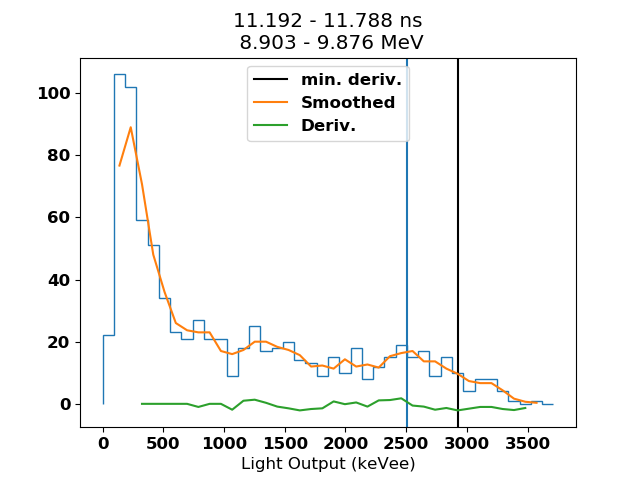 11.192 - 11.788 ns
8.903 - 9.876 MeV
min. deriv.
Smoothed
Deriv.
100
80
60
40
20
0
0 500 1000 1500 2000 2500 3000 3500
Light Output (keVee)